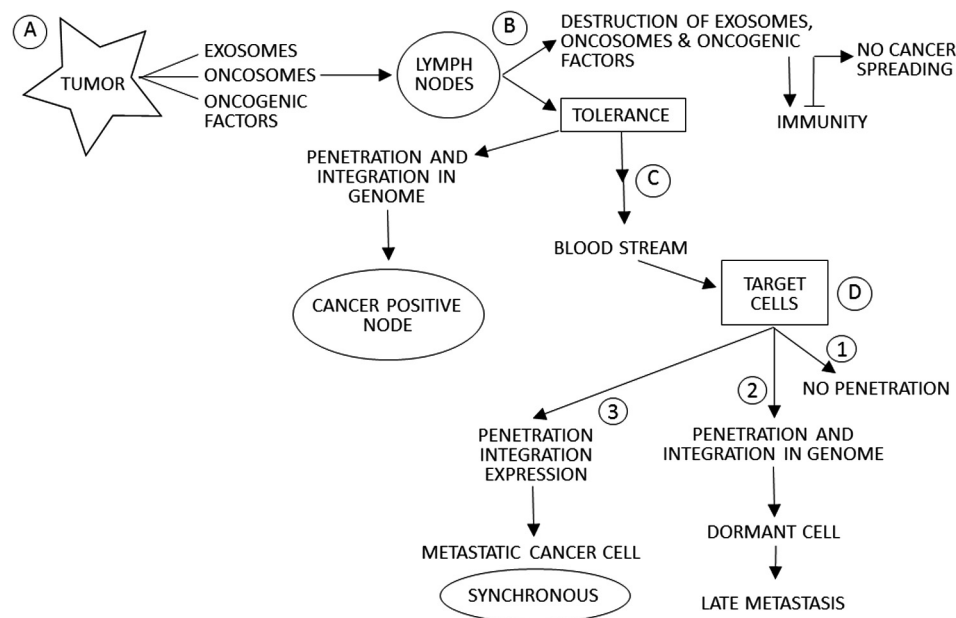 A
TUMOR
EXOSOMES
ONCOSOMES
ONCOGENIC
FACTORS
LYMPH
NODES
B
DESTRUCTION OF EXOSOMES,
ONCOSOMES & ONCOGENIC
FACTORS
NO CANCER
SPREADING
IMMUNITY
TOLERANCE
PENETRATION AND
INTEGRATION IN
GENOME
CANCER POSITIVE
NODE
C
BLOOD STREAM
TARGET
CELLS
D
1
NO PENETRATION
2
PENETRATION AND
INTEGRATION IN GENOME
DORMANT CELL
LATE METASTASIS
3
PENETRATION
INTEGRATION
EXPRESSION
METASTATIC CANCER CELL
SYNCHRONOUS